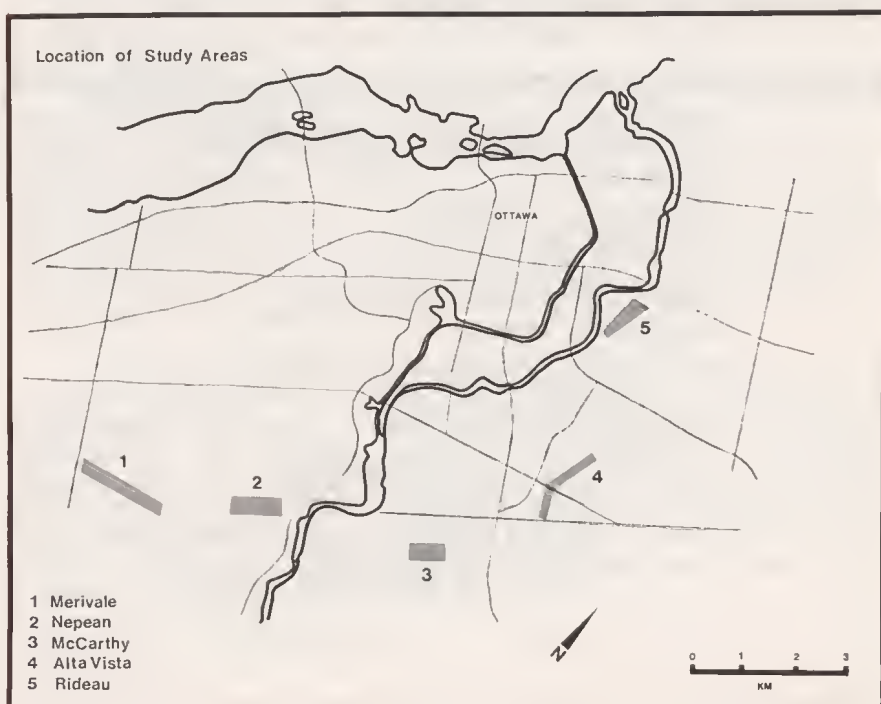 Location of Study Areas
OTTAWA
5
1
2
4
3
1 Merivale
2 Nepean
3 McCarthy
4 Alta Vista
5 Rideau
N
0 1 2 3
KM